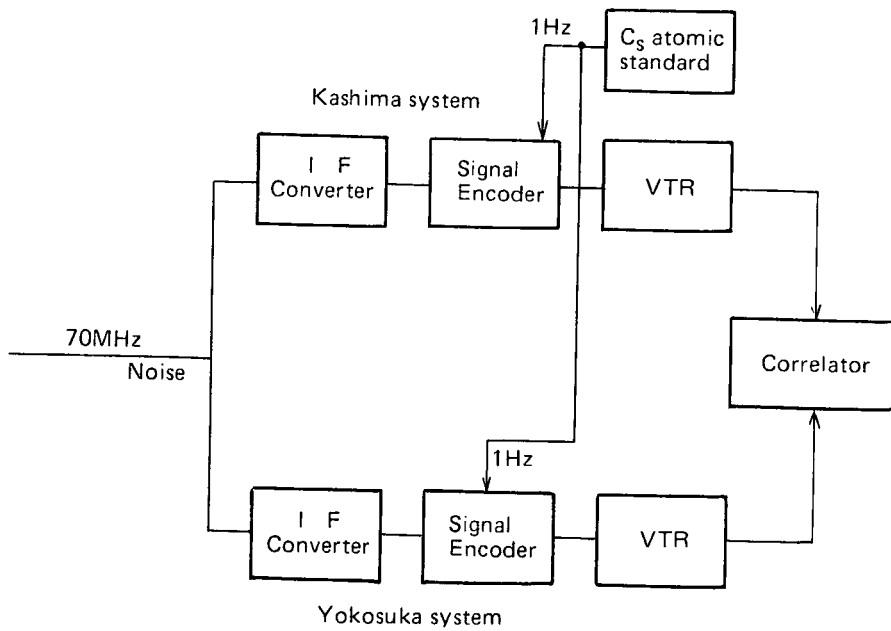 1Hz
Cs atomic
standard
Kashima system
I F
Converter
Signal
Encoder
VTR
70MHz
Noise
Correlator
1Hz
I F
Converter
Signal
Encoder
VTR
Yokosuka system